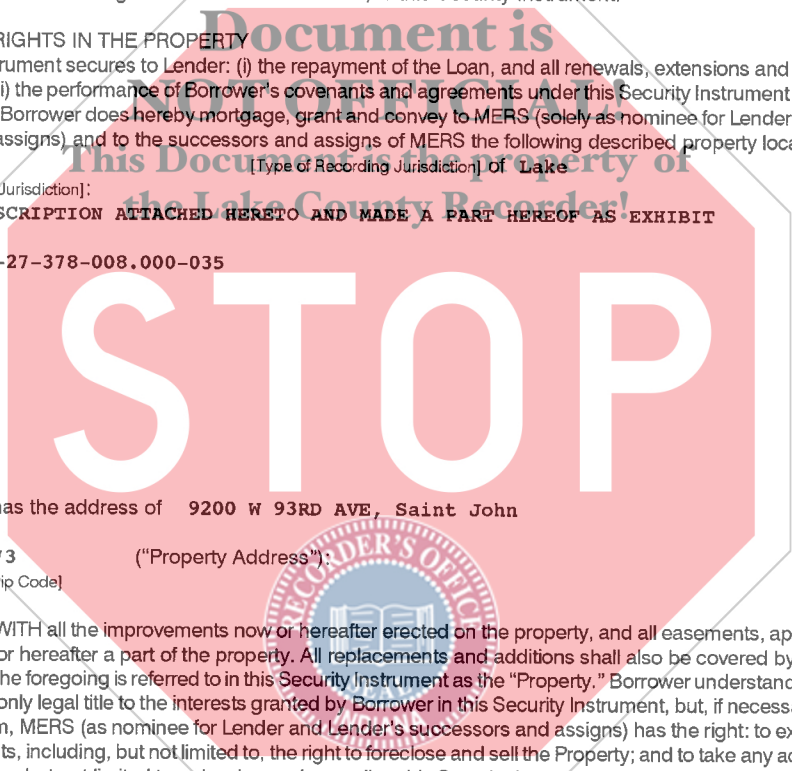 Document is
RIGHTS IN THE PROPERTY
rument secures to Lender: (i) the repayment of the Loan, and all renewals, extensions and
NOT OFFICIAL!
i) the performance of Borrower's covenants and agreements under this Security Instrument
Borrower does hereby mortgage, grant and convey to MERS (solely as nominee for Lender
assigns) and to the successors and assigns of MERS the following described property loca
This Document is the property of
[Type of Recording Jurisdiction] of Lake
Jurisdiction]:
the Lake County Recorder!
SCRIPTION ATTACHED HERETO AND MADE A PART HEREOF AS EXHIBIT
-27-378-008.000-035
STOP
has the address of 9200 W 93RD AVE, Saint John
73 ("Property Address"):
ip Code]
RECORDER'S OFFICE
SEAL
INDIANA
WITH all the improvements now or hereafter erected on the property, and all easements, ap
or hereafter a part of the property. All replacements and additions shall also be covered by
he foregoing is referred to in this Security Instrument as the "Property." Borrower understand
only legal title to the interests granted by Borrower in this Security Instrument, but, if necessa
m, MERS (as nominee for Lender and Lender's successors and assigns) has the right: to ex
ts, including, but not limited to, the right to foreclose and sell the Property; and to take any ac